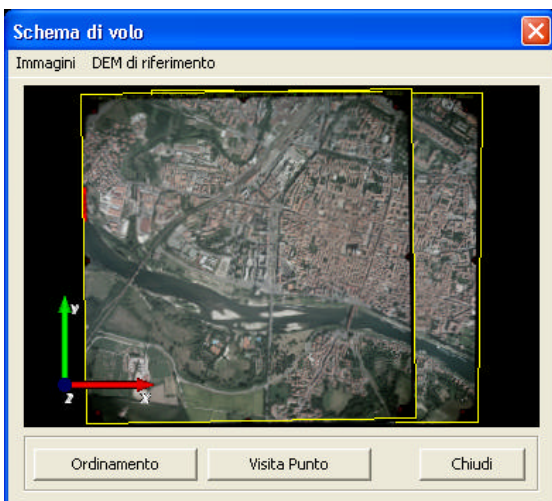 Schema di volo
Immagini DEM di riferimento
Y
Z X
Ordinamento Visita Punto Chiudi